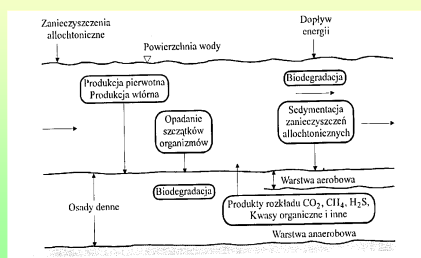 Zanieczyszczenia
allochtoniczne
Dopływ
energii
Powierzchnia wody
Produkcja pierwotna
Produkcja wtórna
Biodegradacja
Opadanie
szczątków
organizmów
Sedymentacja
zanieczyszczeń
allochtonicznych
Warstwa aerobowa
Biodegradacja
Osady denne
Produkty rozkładu CO2, CH4, H2S,
Kwasy organiczne i inne
Warstwa anaerobowa